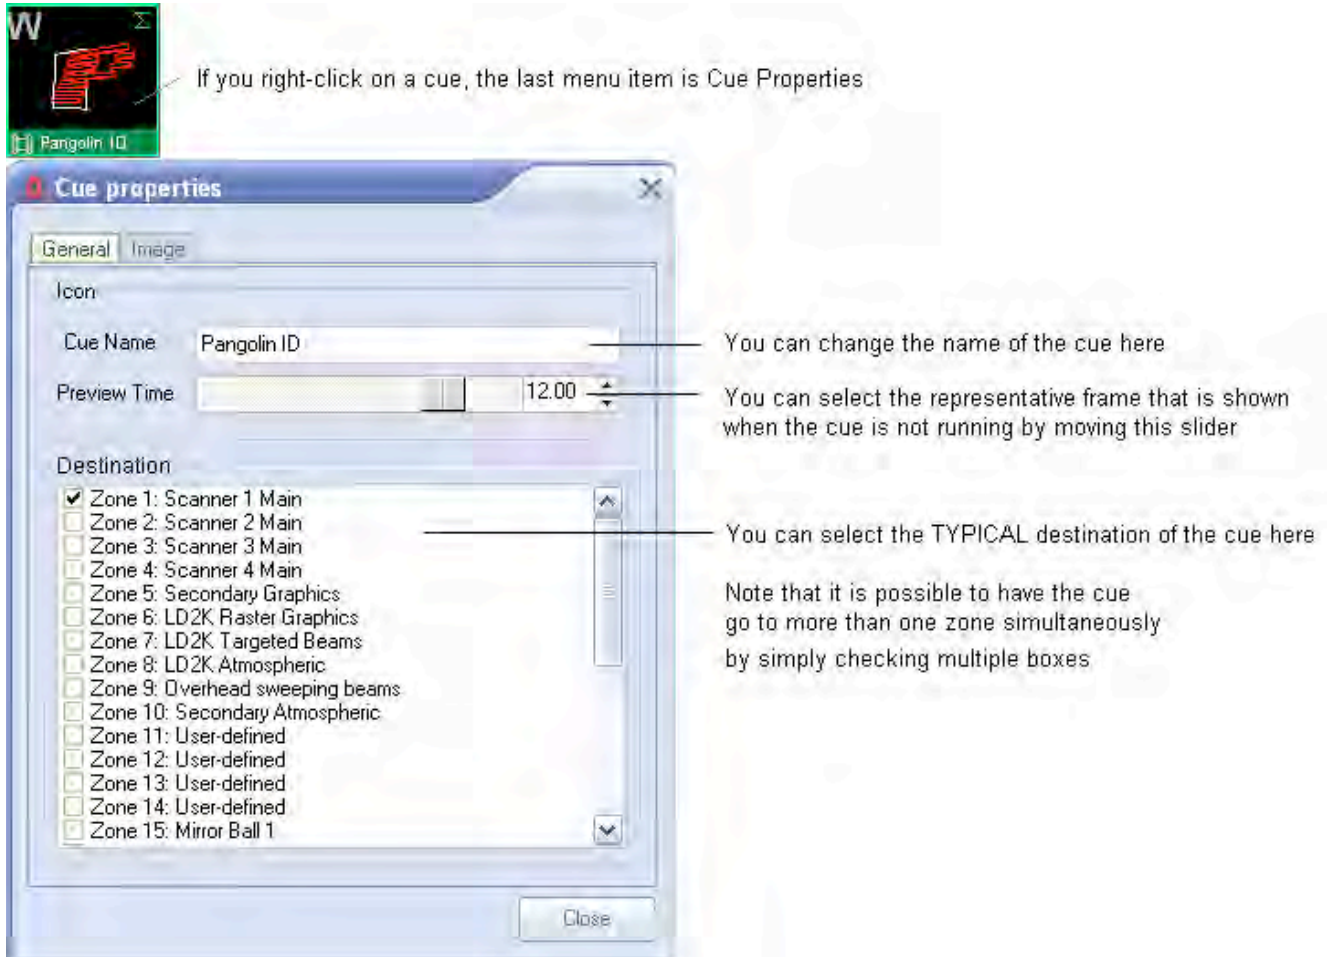 W Σ
If you right-click on a cue, the last menu item is Cue Properties
Pangolin ID
Cue properties
General Image
Icon
Cue Name Pangolin ID
You can change the name of the cue here
Preview Time 12.00
You can select the representative frame that is shown
when the cue is not running by moving this slider
Destination
Zone 1: Scanner 1 Main
Zone 2: Scanner 2 Main
Zone 3: Scanner 3 Main
Zone 4: Scanner 4 Main
Zone 5: Secondary Graphics
Zone 6: LD2K Raster Graphics
Zone 7: LD2K Targeted Beams
Zone 8: LD2K Atmospheric
Zone 9: Overhead sweeping beams
Zone 10: Secondary Atmospheric
Zone 11: User-defined
Zone 12: User-defined
Zone 13: User-defined
Zone 14: User-defined
Zone 15: Mirror Ball 1
You can select the TYPICAL destination of the cue here
Note that it is possible to have the cue
go to more than one zone simultaneously
by simply checking multiple boxes
Close